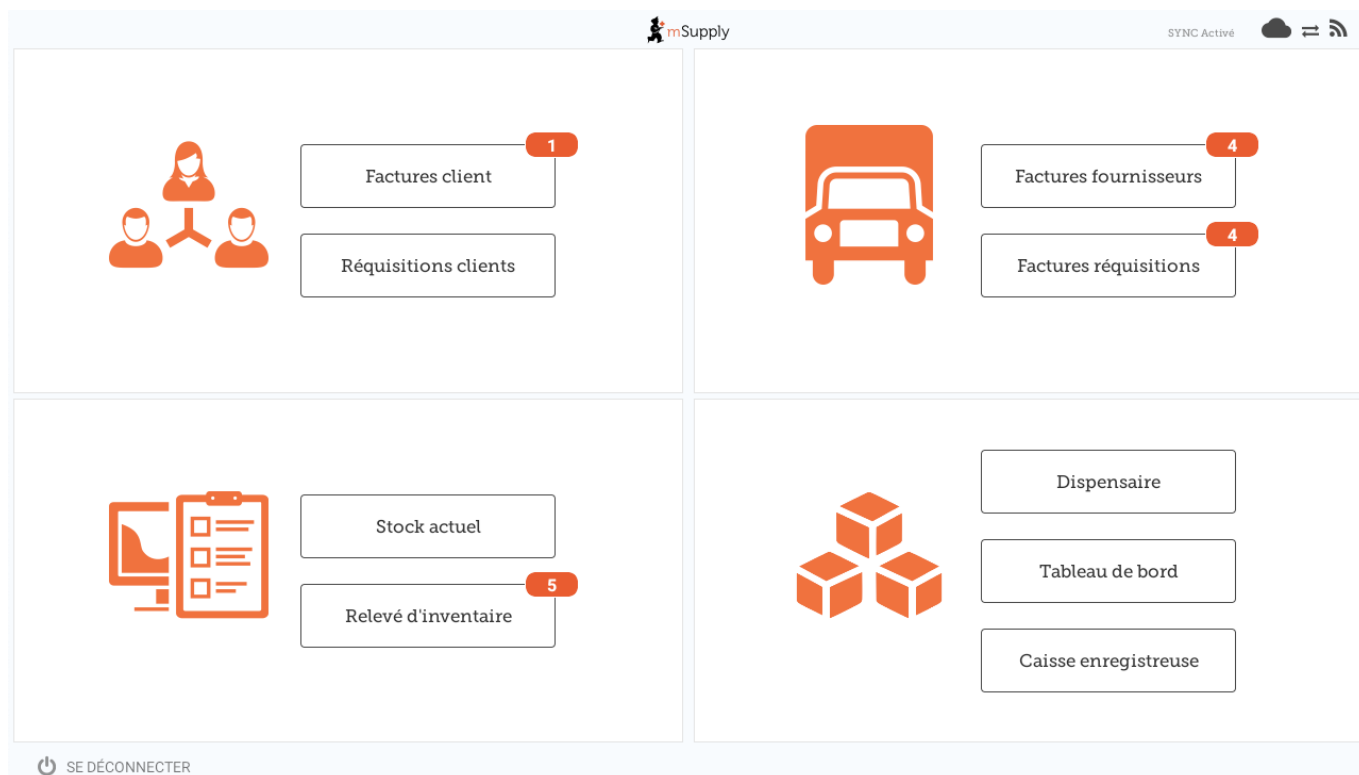 mSupply
SYNC Activé
1
Factures client
Réquisitions clients
4
Factures fournisseurs
4
Factures réquisitions
Stock actuel
5
Relevé d'inventaire
Dispensaire
Tableau de bord
Caisse enregistreuse
SE DÉCONNECTER